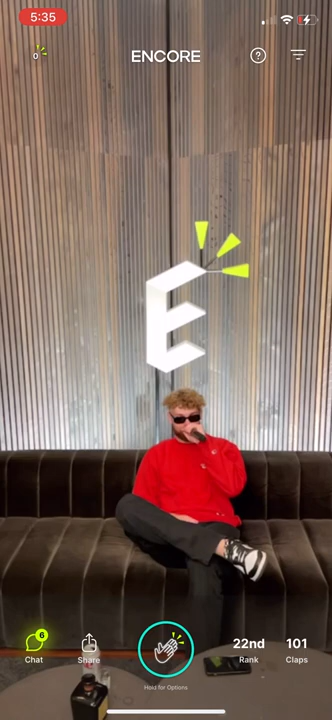 5:35
0
ENCORE
?
E
6
22nd
101
Chat
Share
Rank
Claps
Hold for Options